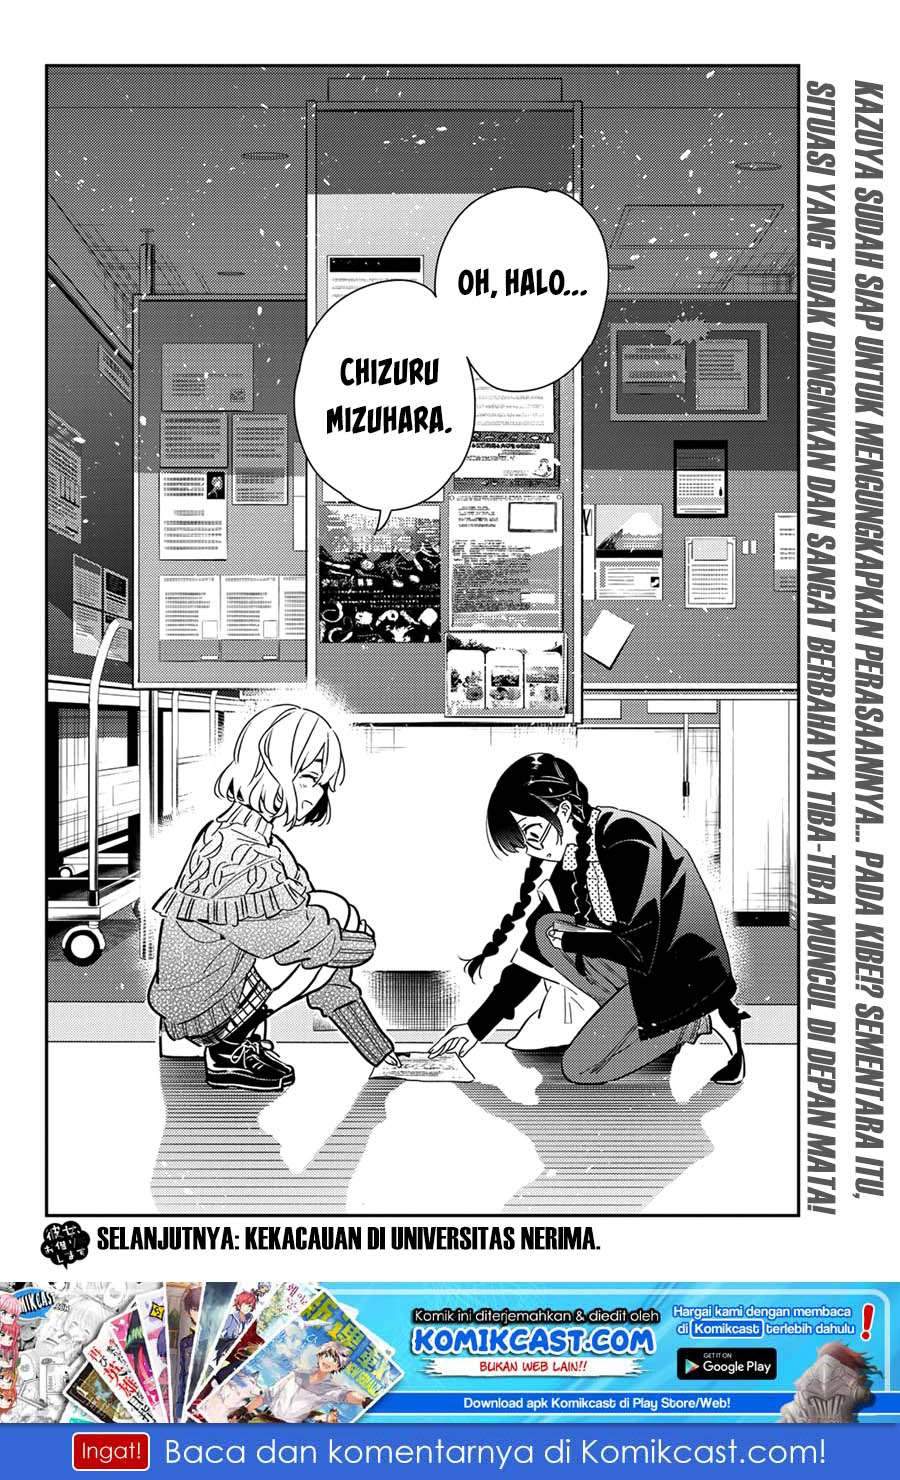 OH, HALO...
CHIZURU
MIZUHARA.
KAZUYA SUDAH SIAP UNTUK MENGUNGKAPKAN PERASAANNYA... PADA KIBE!? SEMENTARA ITU,
SITUASI YANG TIDAK DIINGINKAN DAN SANGAT BERBAHAYA TIBA-TIBA MUNCUL DI DEPAN MATA!
SELANJUTNYA: KEKACAUAN DI UNIVERSITAS NERIMA.
Komik ini diterjemahkan & diedit oleh
KOMIKCAST.COM
BUKAN WEB LAIN!!
Hargai kami dengan membaca
di Komikcast terlebih dahulu !
GET IT ON
Google Play
Download apk Komikcast di Play Store/Web!
Ingat! Baca dan komentarnya di Komikcast.com!